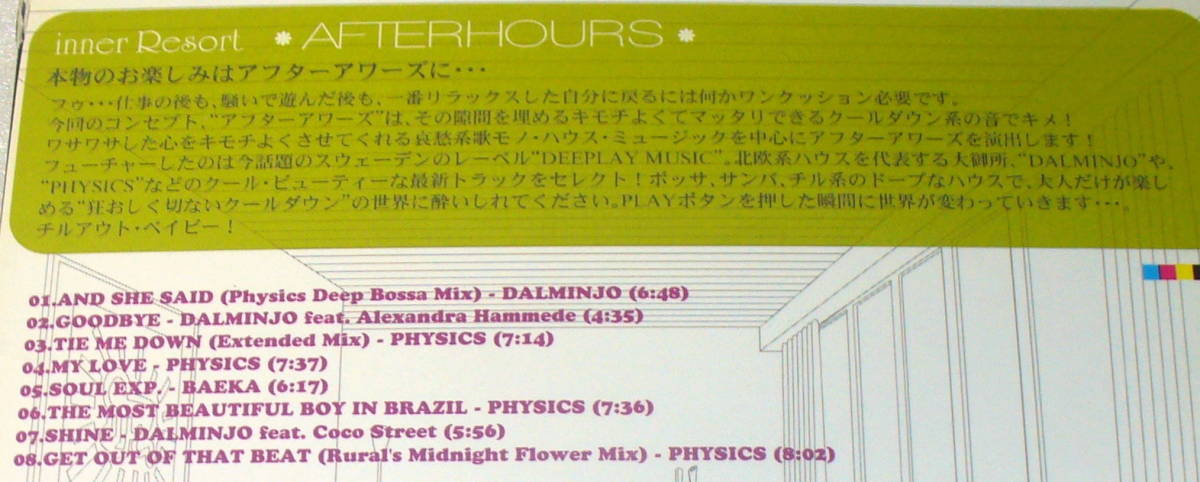 inner Resort * AFTERHOURS *
本物のお楽しみはアフターアワーズに・・・
フゥ・・・仕事の後も、騒いで遊んだ後も、一番リラックスした自分に戻るには何かワンクッション必要です。
今回のコンセプト、“アフターアワーズ”は、その隙間を埋めるキモチよくてマッタリできるクールダウン系の音でキメ！
ワサワサした心をキモチよくさせてくれる哀愁系歌モノ・ハウス・ミュージックを中心にアフターアワーズを演出します！
フューチャーしたのは今話題のスウェーデンのレーベル“DEEPLAY MUSIC”。北欧系ハウスを代表する大御所、“DALMINJO”や、
“PHYSICS”などのクール・ビューティーな最新トラックをセレクト！ボッサ、サンバ、チル系のドープなハウスで、大人だけが楽し
める“狂おしく切ないクールダウン”の世界に酔いしれてください。PLAYボタンを押した瞬間に世界が変わっていきます・・・。
チルアウト・ベイビー！
01.AND SHE SAID (Physics Deep Bossa Mix) - DALMINJO (6:48)
02.GOODBYE - DALMINJO feat. Alexandra Hammede (4:35)
03.TIE ME DOWN (Extended Mix) - PHYSICS (7:14)
04.MY LOVE - PHYSICS (7:37)
05.SOUL EXP. - BAEKA (6:17)
06.THE MOST BEAUTIFUL BOY IN BRAZIL - PHYSICS (7:36)
07.SHINE - DALMINJO feat. Coco Street (5:56)
08.GET OUT OF THAT BEAT (Rural's Midnight Flower Mix) - PHYSICS (8:02)